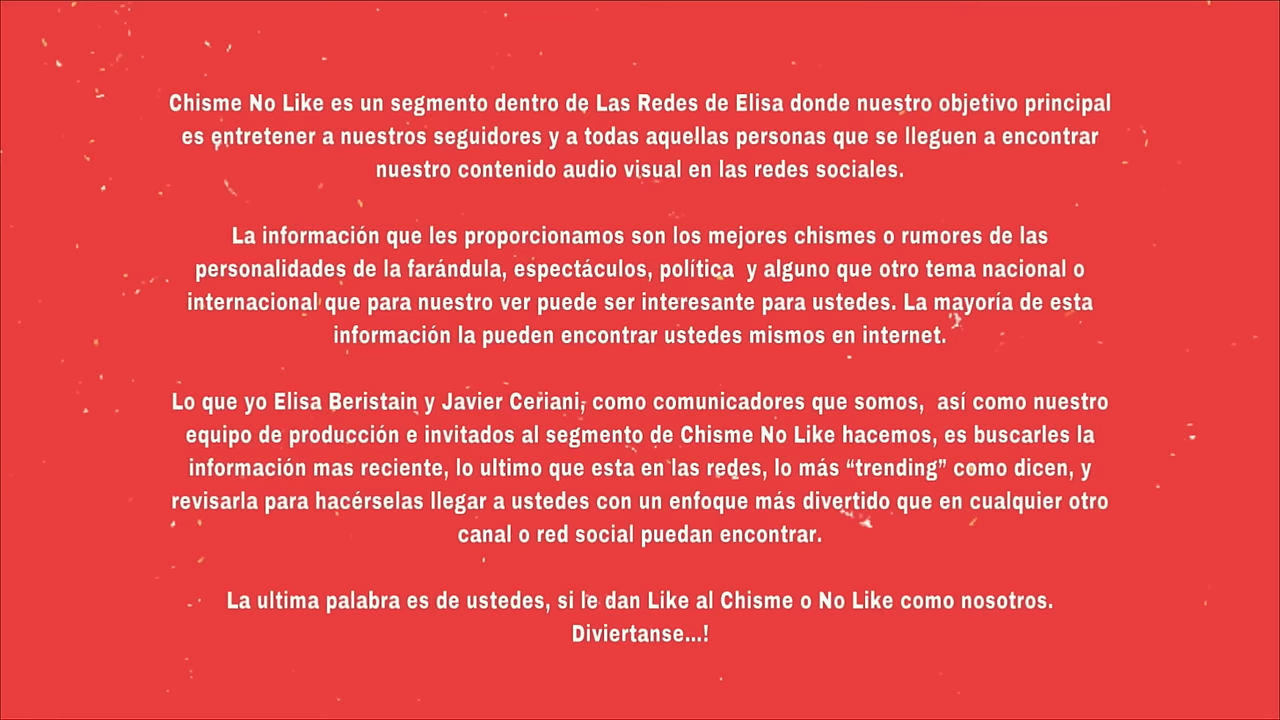 Chisme No Like es un segmento dentro de Las Redes de Elisa donde nuestro objetivo principal
es entretener a nuestros seguidores y a todas aquellas personas que se lleguen a encontrar
nuestro contenido audio visual en las redes sociales.
La información que les proporcionamos son los mejores chismes o rumores de las
personalidades de la farándula, espectáculos, política  y alguno que otro tema nacional o
internacional que para nuestro ver puede ser interesante para ustedes. La mayoría de esta
información la pueden encontrar ustedes mismos en internet.
Lo que yo Elisa Beristain y Javier Ceriani, como comunicadores que somos,  así como nuestro
equipo de producción e invitados al segmento de Chisme No Like hacemos, es buscarles la
información mas reciente, lo ultimo que esta en las redes, lo más “trending” como dicen, y
revisarla para hacérselas llegar a ustedes con un enfoque más divertido que en cualquier otro
canal o red social puedan encontrar.
La ultima palabra es de ustedes, si le dan Like al Chisme o No Like como nosotros.
Diviertanse...!